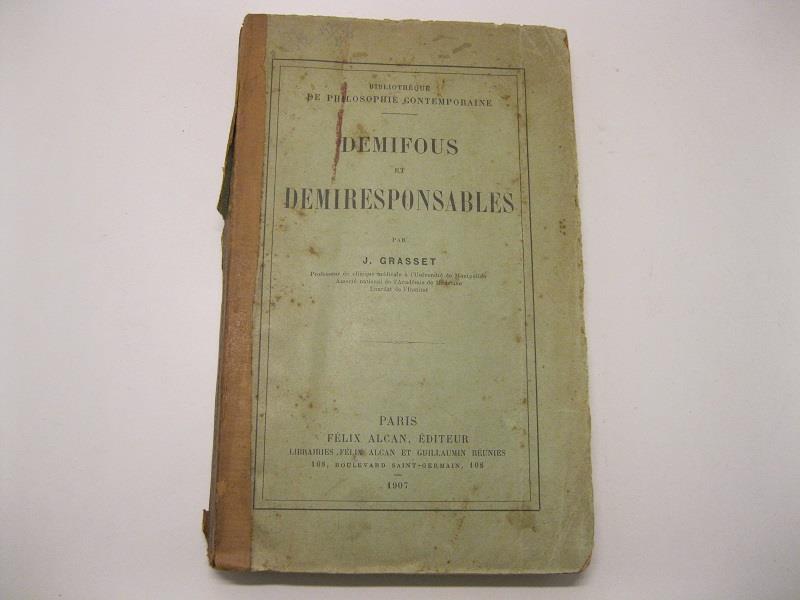 BIBLIOTHÈQUE
DE PHILOSOPHIE CONTEMPORAINE
DEMIFOUS
ET
DEMIRESPONSABLES
PAR
J. GRASSET
Professeur de clinique médicale à l'Université de Montpellier
Associé national de l'Académie de Médecine
Lauréat de l'Institut
PARIS
FÉLIX ALCAN, ÉDITEUR
LIBRAIRIES FÉLIX ALCAN ET GUILLAUMIN RÉUNIES
108, BOULEVARD SAINT-GERMAIN, 108
1907